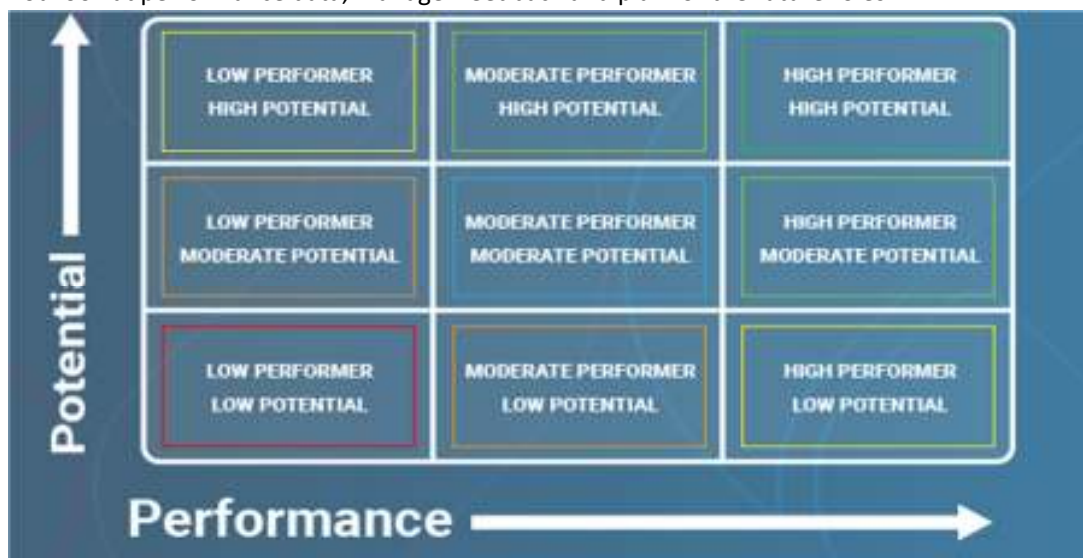 LOW PERFORMER
HIGH POTENTIAL
MODERATE PERFORMER
HIGH POTENTIAL
HIGH PERFORMER
HIGH POTENTIAL
LOW PERFORMER
MODERATE POTENTIAL
MODERATE PERFORMER
MODERATE POTENTIAL
HIGH PERFORMER
MODERATE POTENTIAL
LOW PERFORMER
LOW POTENTIAL
MODERATE PERFORMER
LOW POTENTIAL
HIGH PERFORMER
LOW POTENTIAL
Potential
Performance